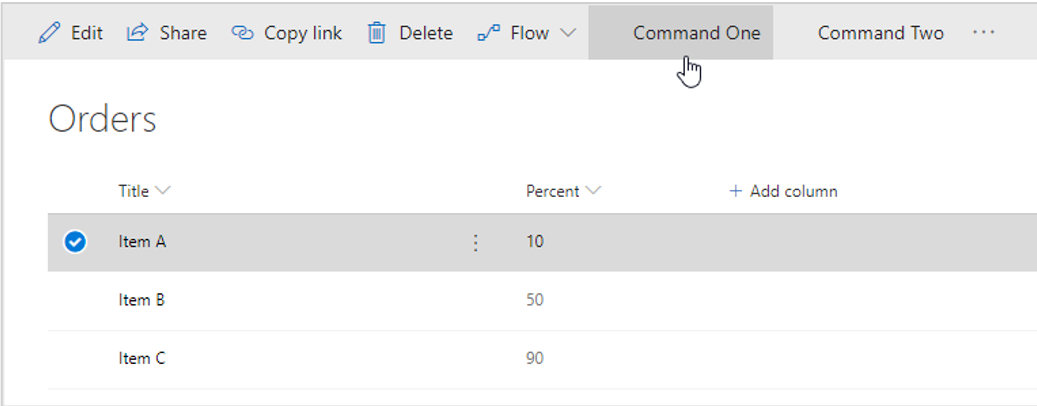 Edit Share Copy link Delete Flow Command One Command Two ...
Orders
Title Percent + Add column
Item A 10
Item B 50
Item C 90